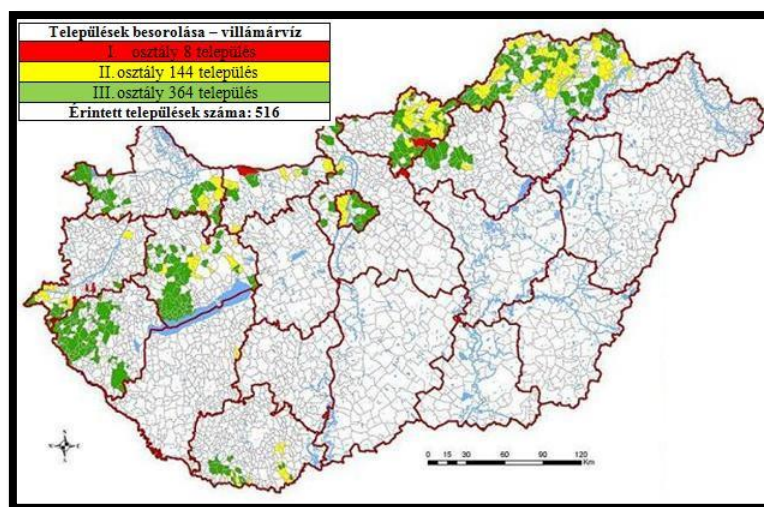 Települések besorolása – villámárvíz
I. osztály 8 település
II. osztály 144 település
III. osztály 364 település
Érintett települések száma: 516
N
W E
S
0 15 30 60 90 120
Km